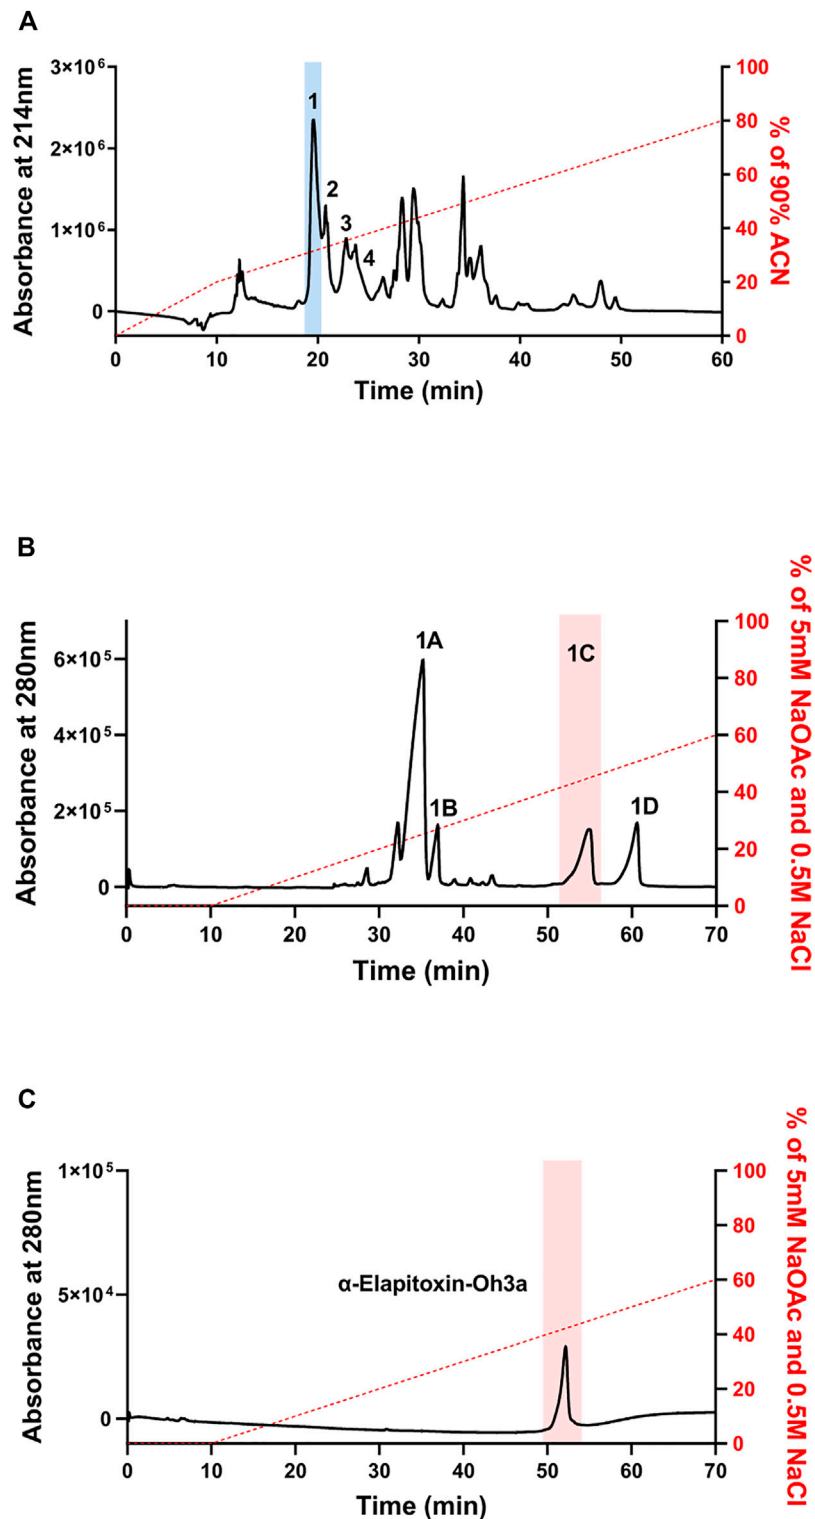 A
3×10⁶
2×10⁶
1×10⁶
0
Absorbance at 214nm
1
2
3
4
100
80
60
40
20
0
% of 90% ACN
0 10 20 30 40 50 60
Time (min)
B
6×10⁵
4×10⁵
2×10⁵
0
Absorbance at 280nm
1A
1B
1C
1D
100
80
60
40
20
0
% of 5mM NaOAc and 0.5M NaCl
0 10 20 30 40 50 60 70
Time (min)
C
1×10⁵
5×10⁴
0
Absorbance at 280nm
α-Elapitoxin-Oh3a
100
80
60
40
20
0
% of 5mM NaOAc and 0.5M NaCl
0 10 20 30 40 50 60 70
Time (min)